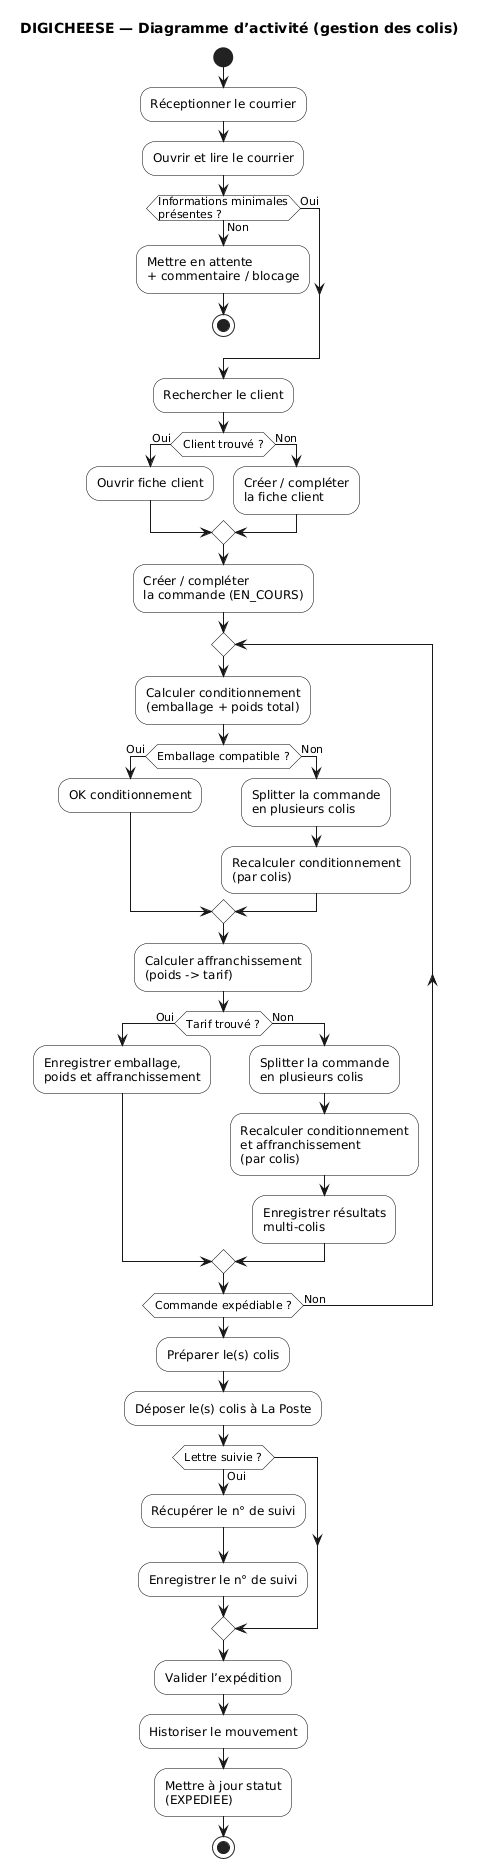 DIGICHEESE — Diagramme d’activité (gestion des colis)
Réceptionner le courrier
Ouvrir et lire le courrier
Informations minimales
présentes ?
Oui
Non
Mettre en attente
+ commentaire / blocage
Rechercher le client
Client trouvé ?
Oui
Non
Ouvrir fiche client
Créer / compléter
la fiche client
Créer / compléter
la commande (EN_COURS)
Calculer conditionnement
(emballage + poids total)
Emballage compatible ?
Oui
Non
OK conditionnement
Splitter la commande
en plusieurs colis
Recalculer conditionnement
(par colis)
Calculer affranchissement
(poids -> tarif)
Tarif trouvé ?
Oui
Non
Enregistrer emballage,
poids et affranchissement
Splitter la commande
en plusieurs colis
Recalculer conditionnement
et affranchissement
(par colis)
Enregistrer résultats
multi-colis
Commande expédiable ?
Non
Préparer le(s) colis
Déposer le(s) colis à La Poste
Lettre suivie ?
Oui
Récupérer le n° de suivi
Enregistrer le n° de suivi
Valider l’expédition
Historiser le mouvement
Mettre à jour statut
(EXPEDIEE)